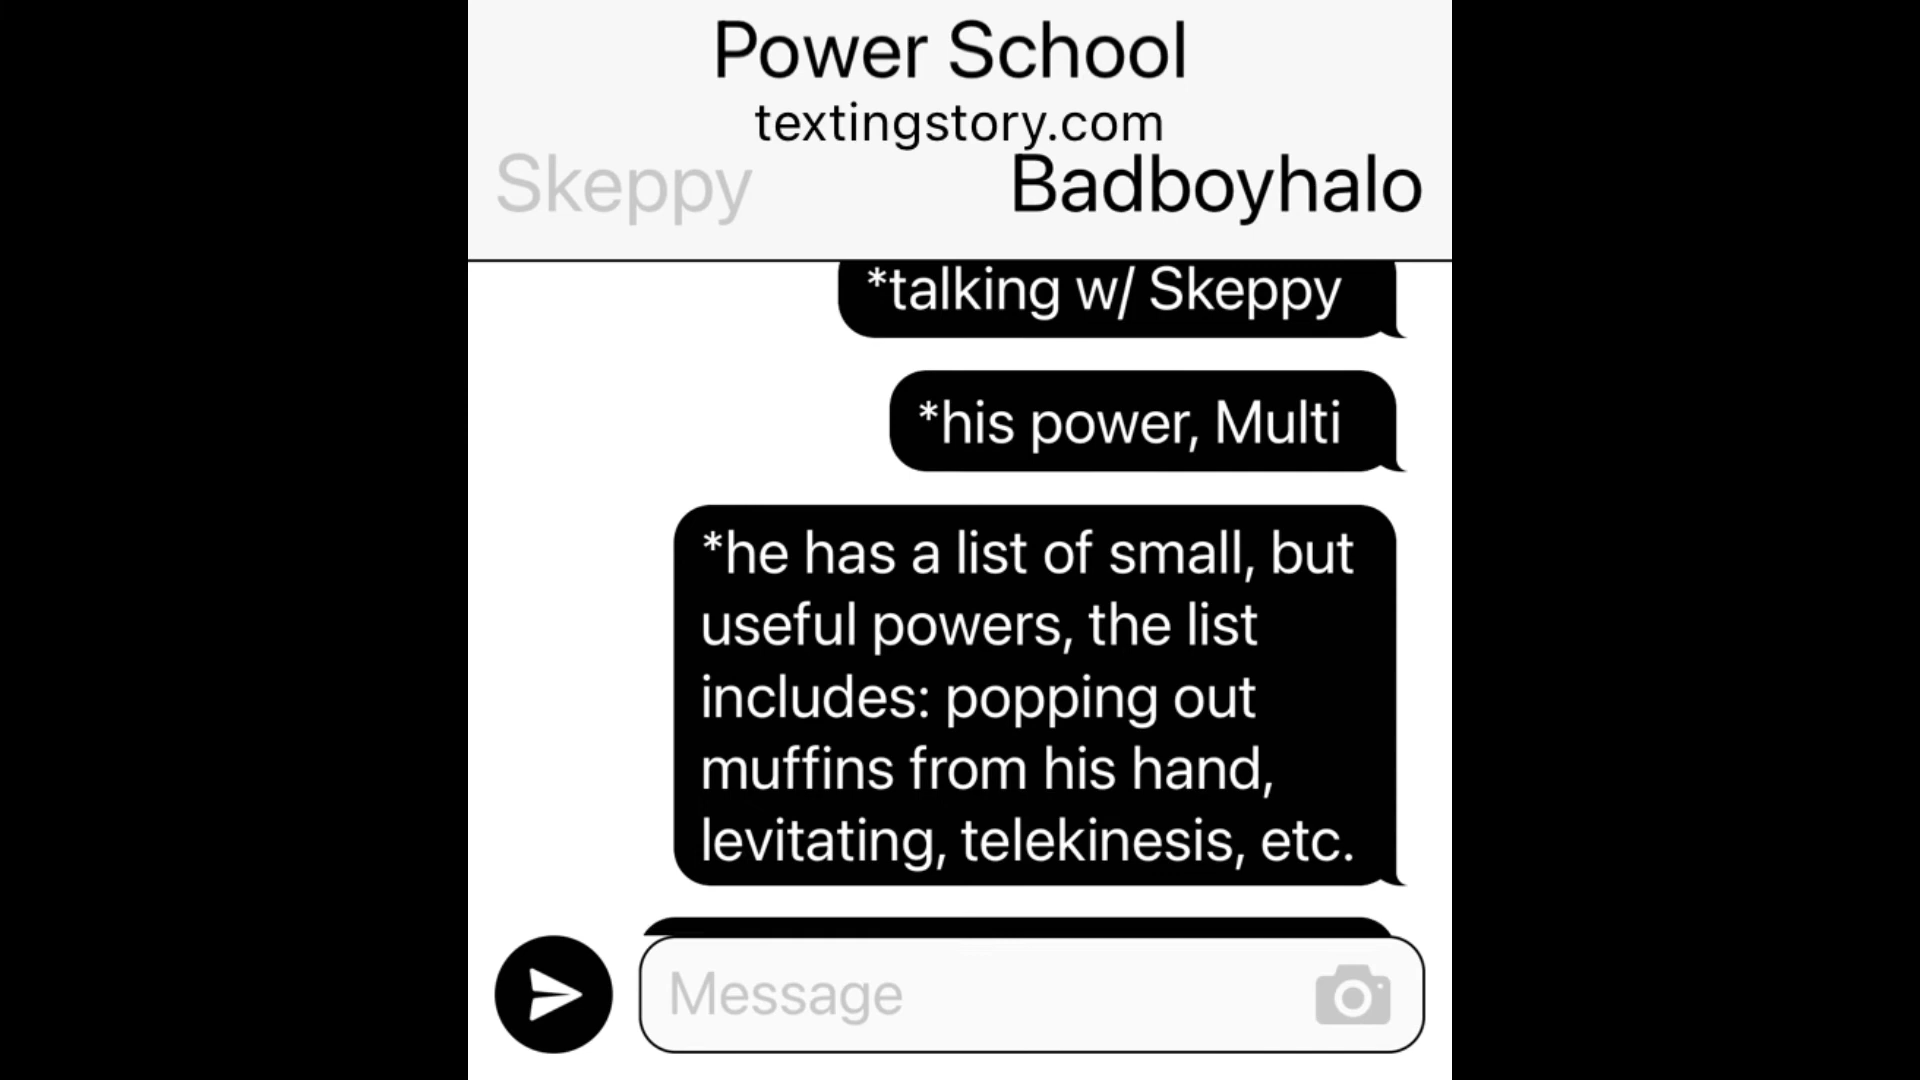 Power School
textingstory.com
Skeppy
Badboyhalo
*talking w/ Skeppy
*his power, Multi
*he has a list of small, but
useful powers, the list
includes: popping out
muffins from his hand,
levitating, telekinesis, etc.
Message